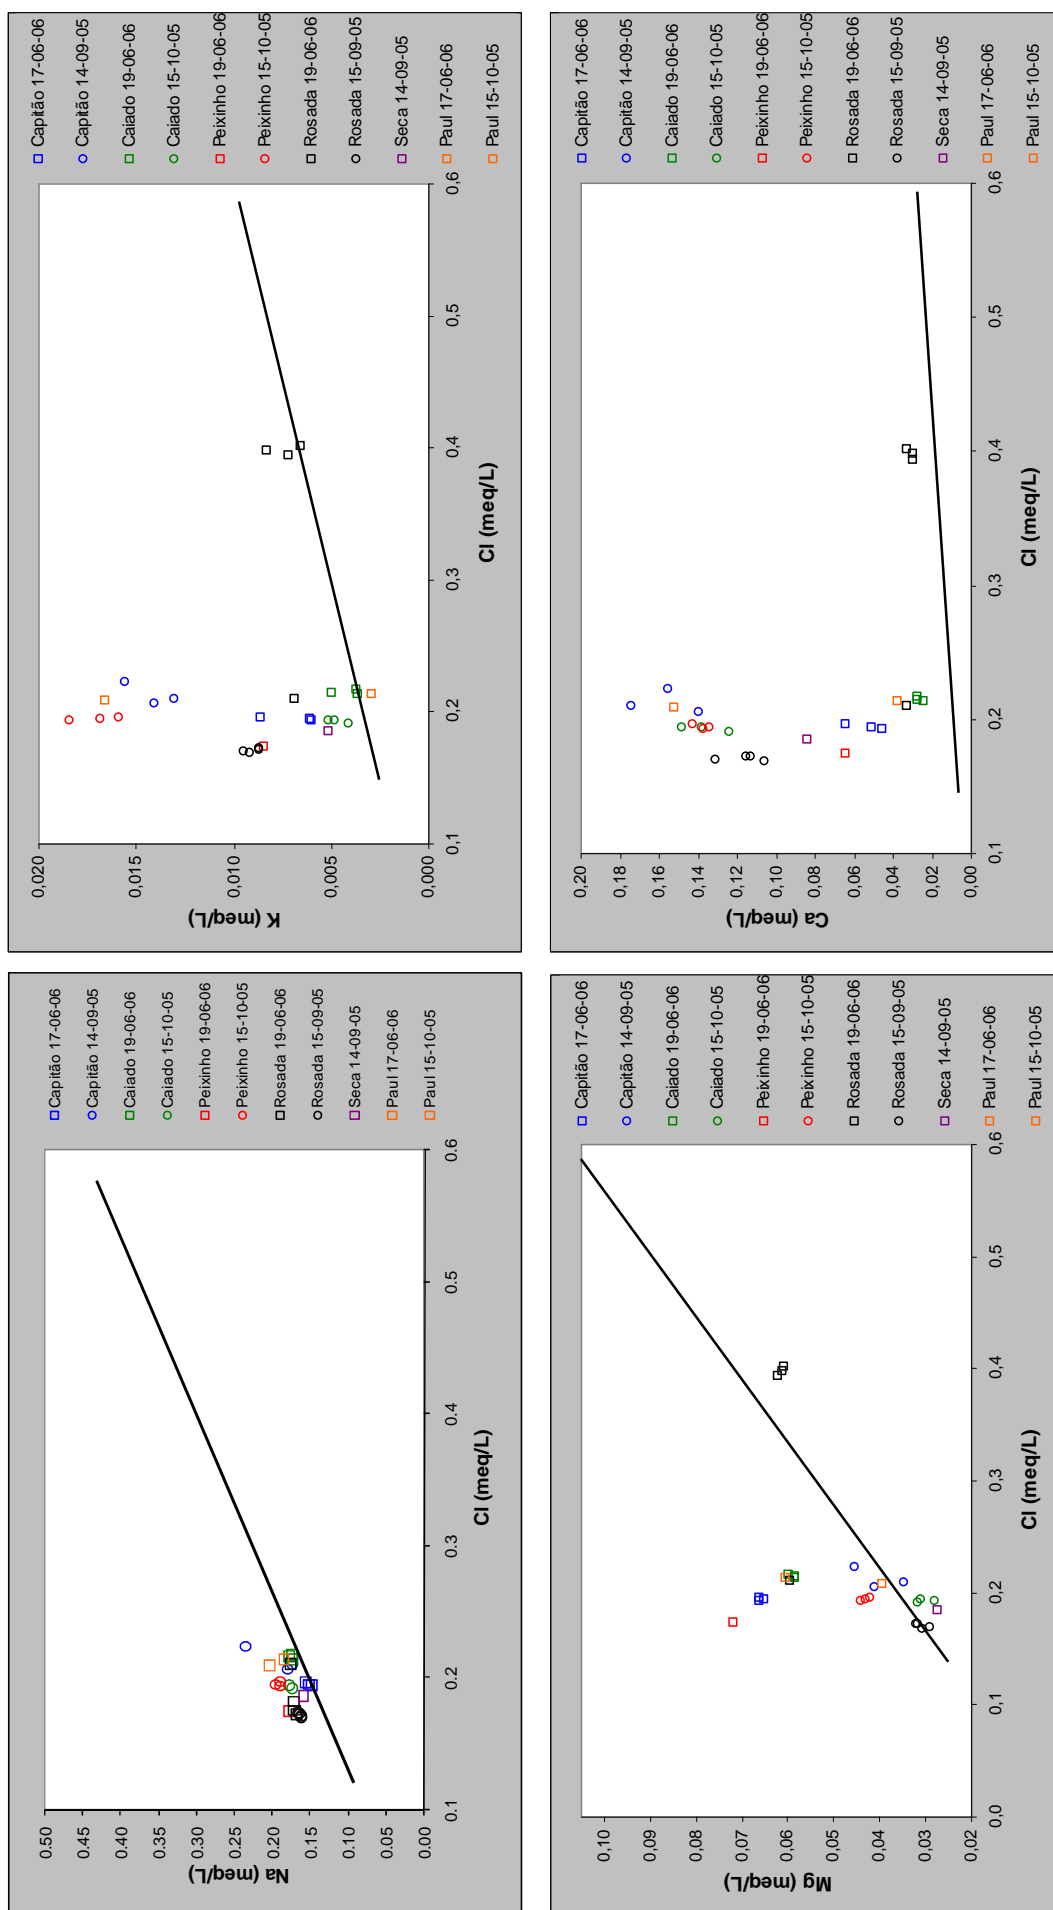 Na (meq/L)
0.50
0.45
0.40
0.35
0.30
0.25
0.20
0.15
0.10
0.05
0.00
0.1
0.2
0.3
0.4
0.5
0.6
Cl (meq/L)
Capitão 17-06-06
Capitão 14-09-05
Caiado 19-06-06
Caiado 15-10-05
Peixinho 19-06-06
Peixinho 15-10-05
Rosada 19-06-06
Rosada 15-09-05
Seca 14-09-05
Paul 17-06-06
Paul 15-10-05
K (meq/L)
0,020
0,015
0,010
0,005
0,000
0,1
0,2
0,3
0,4
0,5
0,6
Cl (meq/L)
Capitão 17-06-06
Capitão 14-09-05
Caiado 19-06-06
Caiado 15-10-05
Peixinho 19-06-06
Peixinho 15-10-05
Rosada 19-06-06
Rosada 15-09-05
Seca 14-09-05
Paul 17-06-06
Paul 15-10-05
Mg (meq/L)
0,10
0,09
0,07
0,06
0,04
0,03
0,02
0,
0,1
0,2
0,3
0,4
0,5
0,6
Cl (meq/L)
Capitão 17-06-06
Capitão 14-09-05
Caiado 19-06-06
Caiado 15-10-05
Peixinho 19-06-06
Peixinho 15-10-05
Rosada 19-06-06
Rosada 15-09-05
Seca 14-09-05
Paul 17-06-06
Paul 15-10-05
Ca (meq/L)
0,20
0,18
0,16
0,14
0,12
0,10
0,08
0,06
0,04
0,02
0,00
0,1
0,2
0,3
0,4
0,5
0,6
Cl (meq/L)
Capitão 17-06-06
Capitão 14-09-05
Caiado 19-06-06
Caiado 15-10-05
Peixinho 19-06-06
Peixinho 15-10-05
Rosada 19-06-06
Rosada 15-09-05
Seca 14-09-05
Paul 17-06-06
Paul 15-10-05